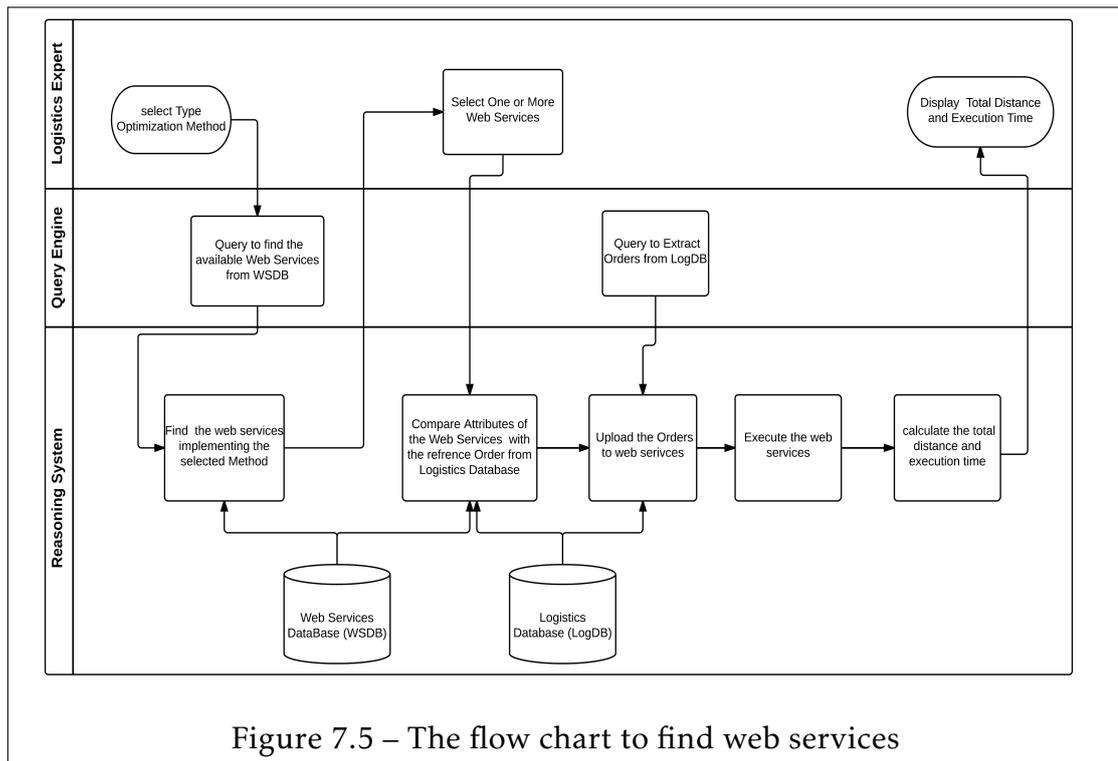 Logistics Expert
select Type
Optimization Method
Select One or More
Web Services
Display Total Distance
and Execution Time
Query Engine
Query to find the
available Web Services
from WSDB
Query to Extract
Orders from LogDB
Reasoning System
Find the web services
implementing the
selected Method
Compare Attributes of
the Web Services with
the refrence Order from
Logistics Database
Upload the Orders
to web serivces
Execute the web
services
calculate the total
distance and
execution time
Web Services
DataBase (WSDB)
Logistics
Database (LogDB)
Figure 7.5 – The flow chart to find web services